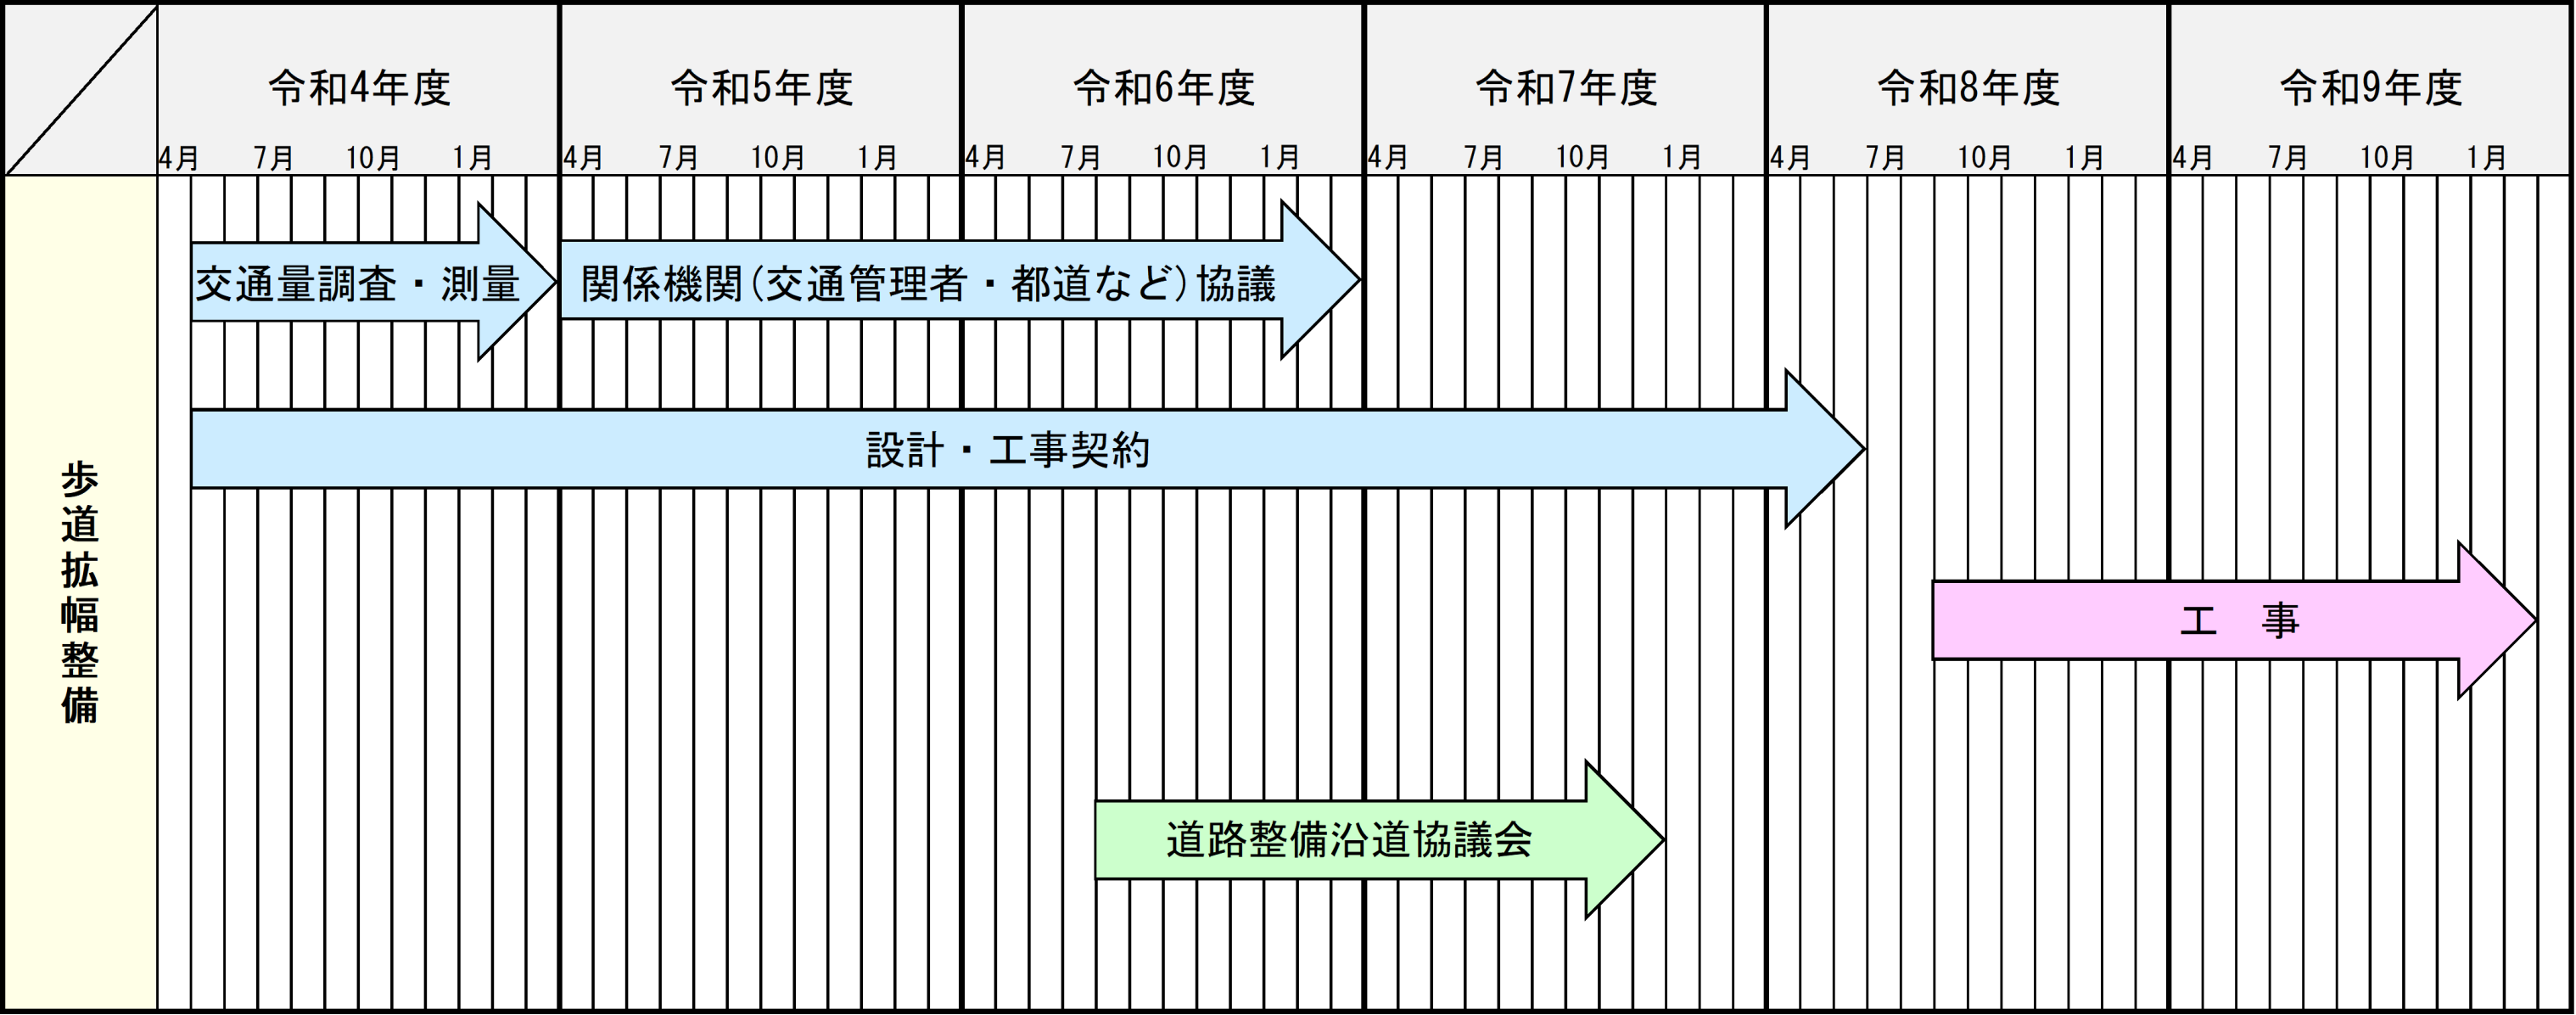 令和4年度 令和5年度 令和6年度 令和7年度 令和8年度 令和9年度
4月 7月 10月 1月 4月 7月 10月 1月 4月 7月 10月 1月 4月 7月 10月 1月 4月 7月 10月 1月 4月 7月 10月 1月
歩道拡幅整備
交通量調査・測量
関係機関(交通管理者・都道など)協議
設計・工事契約
工　事
道路整備沿道協議会